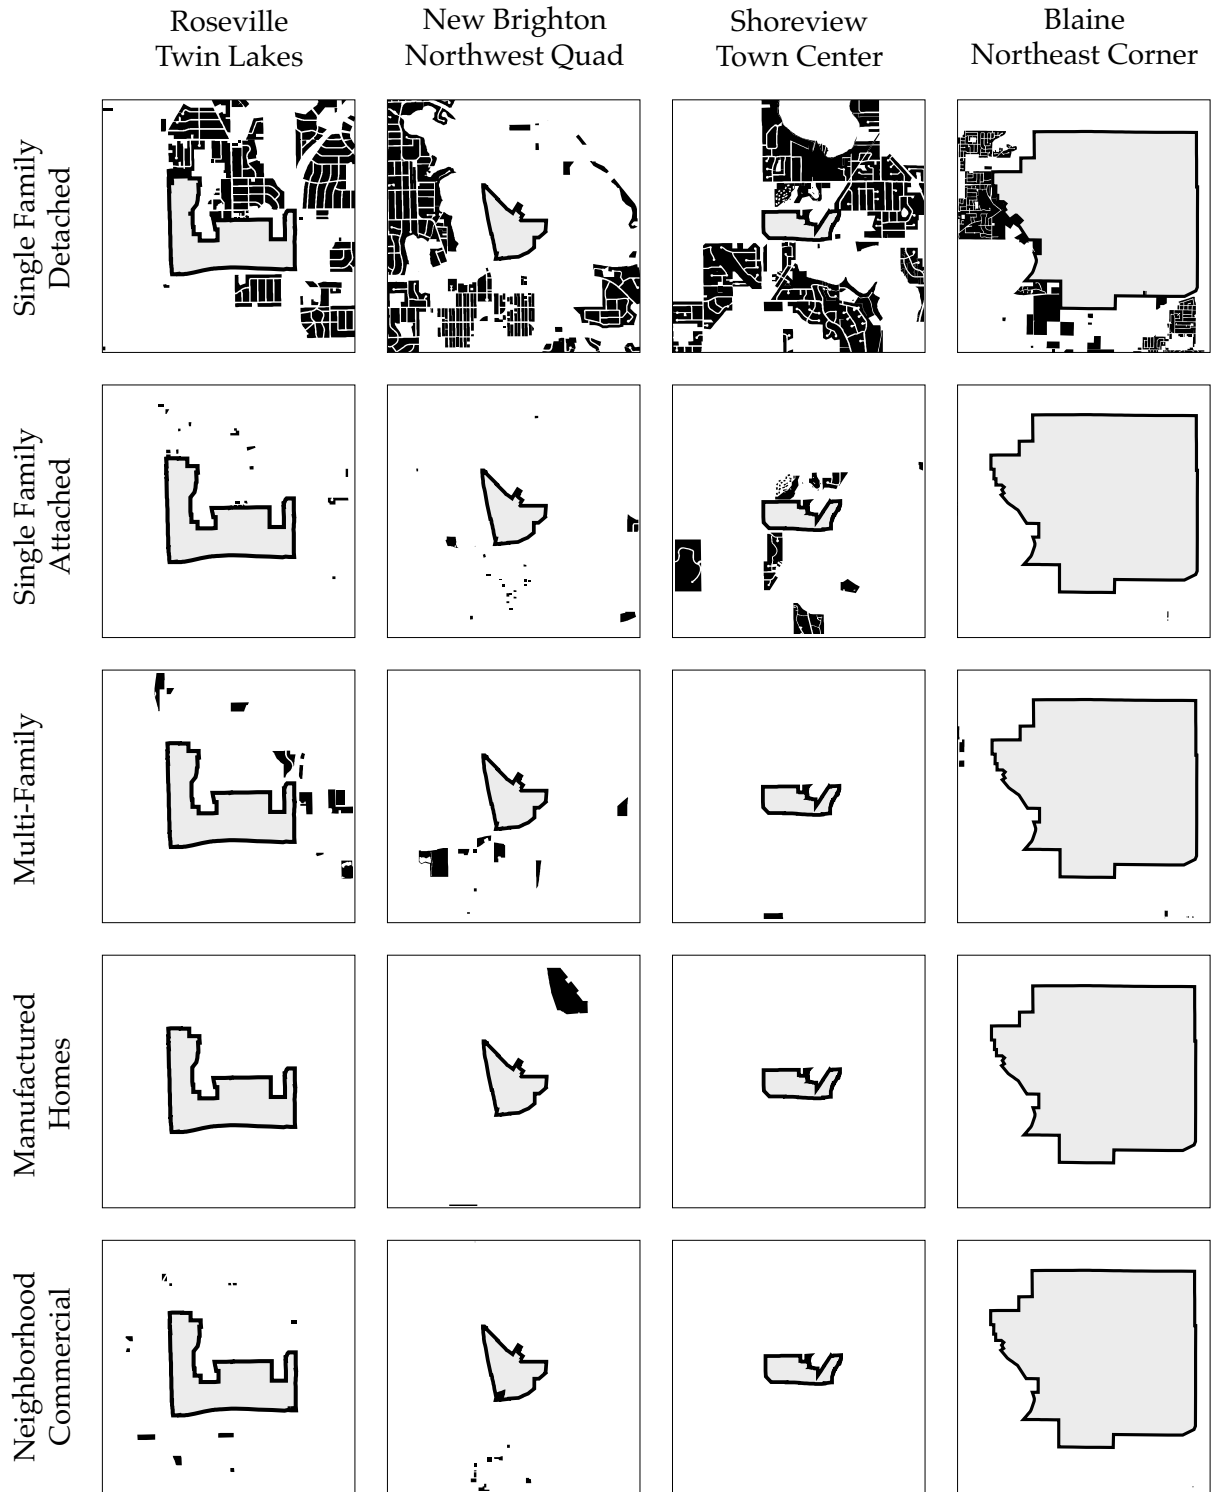 Roseville
Twin Lakes
New Brighton
Northwest Quad
Shoreview
Town Center
Blaine
Northeast Corner
Single Family
Detached
Single Family
Attached
Multi-Family
Manufactured
Homes
Neighborhood
Commercial